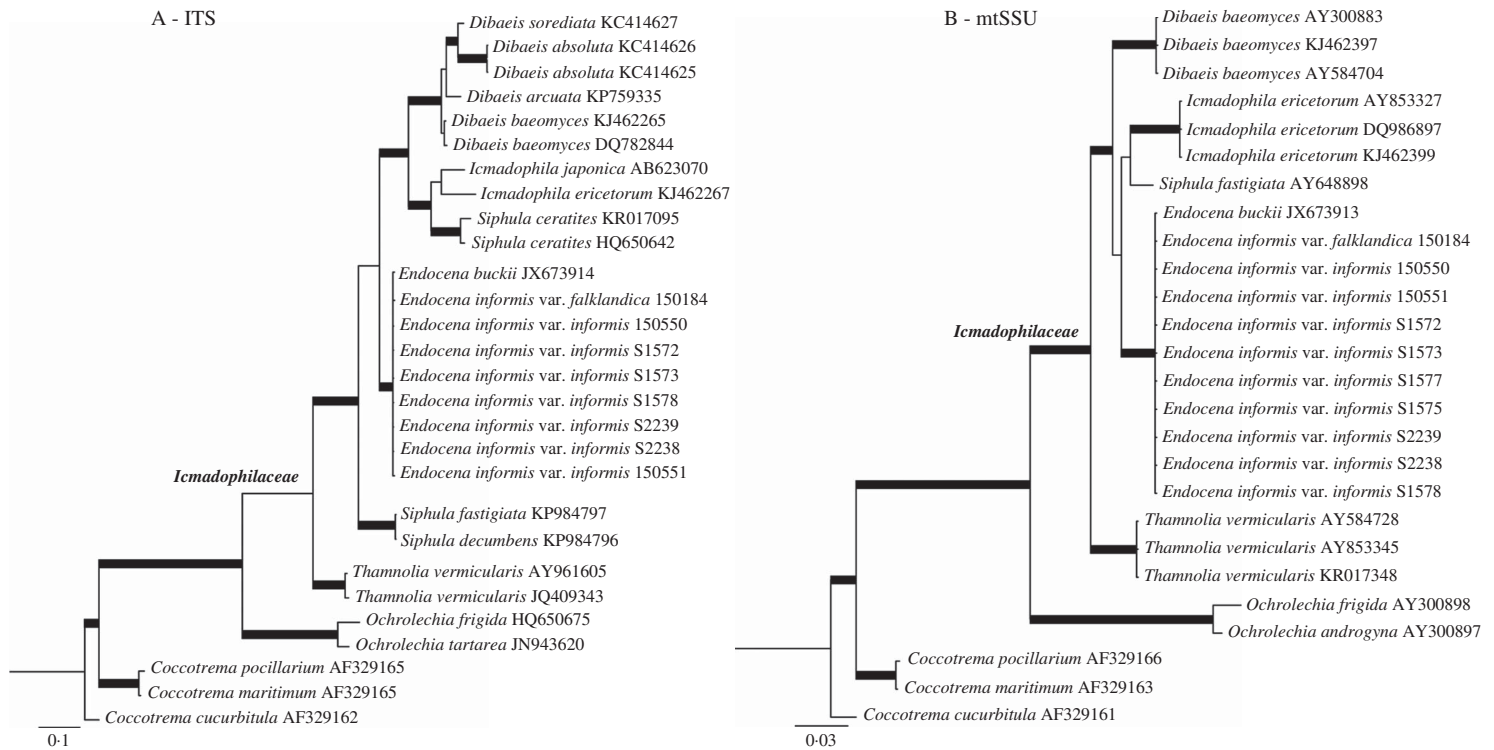 A - ITS
Dibaeis sorediata KC414627
Dibaeis absoluta KC414626
Dibaeis absoluta KC414625
Dibaeis arcuata KP759335
Dibaeis baeomyces KJ462265
Dibaeis baeomyces DQ782844
Icmadophila japonica AB623070
Icmadophila ericetorum KJ462267
Siphula ceratites KR017095
Siphula ceratites HQ650642
Endocena buckii JX673914
Endocena informis var. falklandica 150184
Endocena informis var. informis 150550
Endocena informis var. informis S1572
Endocena informis var. informis S1573
Endocena informis var. informis S1578
Endocena informis var. informis S2239
Endocena informis var. informis S2238
Endocena informis var. informis 150551
Icmadophilaceae
Siphula fastigiata KP984797
Siphula decumbens KP984796
Thamnolia vermicularis AY961605
Thamnolia vermicularis JQ409343
Ochrolechia frigida HQ650675
Ochrolechia tartarea JN943620
Coccotrema pocillarium AF329165
Coccotrema maritimum AF329165
Coccotrema cucurbitula AF329162
0·1
B - mtSSU
Dibaeis baeomyces AY300883
Dibaeis baeomyces KJ462397
Dibaeis baeomyces AY584704
Icmadophila ericetorum AY853327
Icmadophila ericetorum DQ986897
Icmadophila ericetorum KJ462399
Siphula fastigiata AY648898
Endocena buckii JX673913
Endocena informis var. falklandica 150184
Endocena informis var. informis 150550
Endocena informis var. informis 150551
Endocena informis var. informis S1572
Icmadophilaceae
Endocena informis var. informis S1573
Endocena informis var. informis S1577
Endocena informis var. informis S1575
Endocena informis var. informis S2239
Endocena informis var. informis S2238
Endocena informis var. informis S1578
Thamnolia vermicularis AY584728
Thamnolia vermicularis AY853345
Thamnolia vermicularis KR017348
Ochrolechia frigida AY300898
Ochrolechia androgyna AY300897
Coccotrema pocillarium AF329166
Coccotrema maritimum AF329163
Coccotrema cucurbitula AF329161
0·03